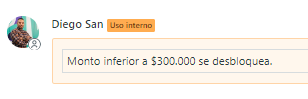 Diego San Uso interno
Monto inferior a $300.000 se desbloquea.